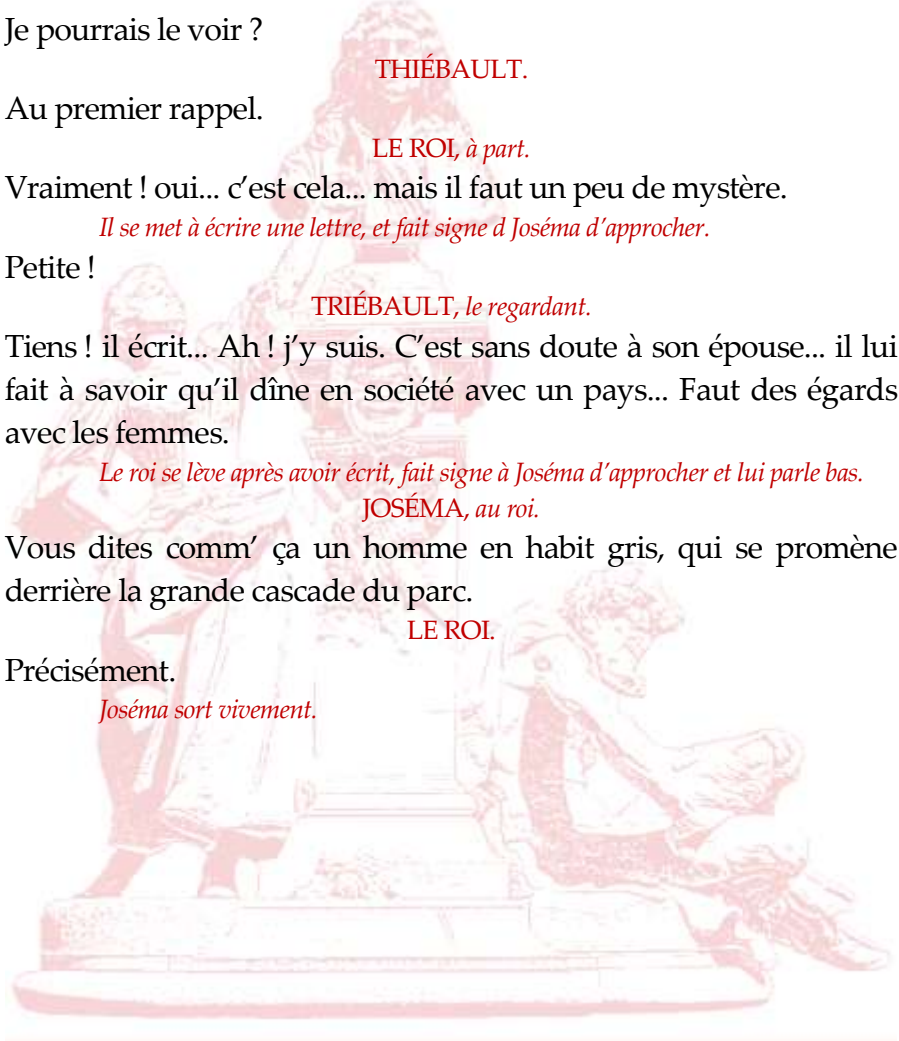 Je pourrais le voir ?
THIÉBAULT.
Au premier rappel.
LE ROI, à part.
Vraiment ! oui... c’est cela... mais il faut un peu de mystère.
Il se met à écrire une lettre, et fait signe d Joséma d’approcher.
Petite !
TRIÉBAULT, le regardant.
Tiens ! il écrit... Ah ! j’y suis. C’est sans doute à son épouse... il lui
fait à savoir qu’il dîne en société avec un pays... Faut des égards
avec les femmes.
Le roi se lève après avoir écrit, fait signe à Joséma d’approcher et lui parle bas.
JOSÉMA, au roi.
Vous dites comm’ ça un homme en habit gris, qui se promène
derrière la grande cascade du parc.
LE ROI.
Précisément.
Joséma sort vivement.